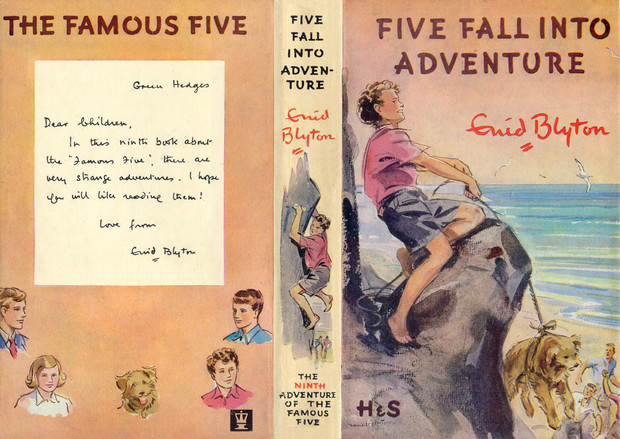 THE FAMOUS FIVE
Green Hedges
Dear Children,
In this ninth book about
the "Famous Five", there are
very strange adventures. I hope
you will like reading them!
Love from
Enid Blyton
FIVE
FALL
INTO
ADVEN-
TURE
Enid
Blyton
THE
NINTH
ADVENTURE
OF THE
FAMOUS
FIVE
FIVE FALL INTO
ADVENTURE
Enid Blyton
H & S